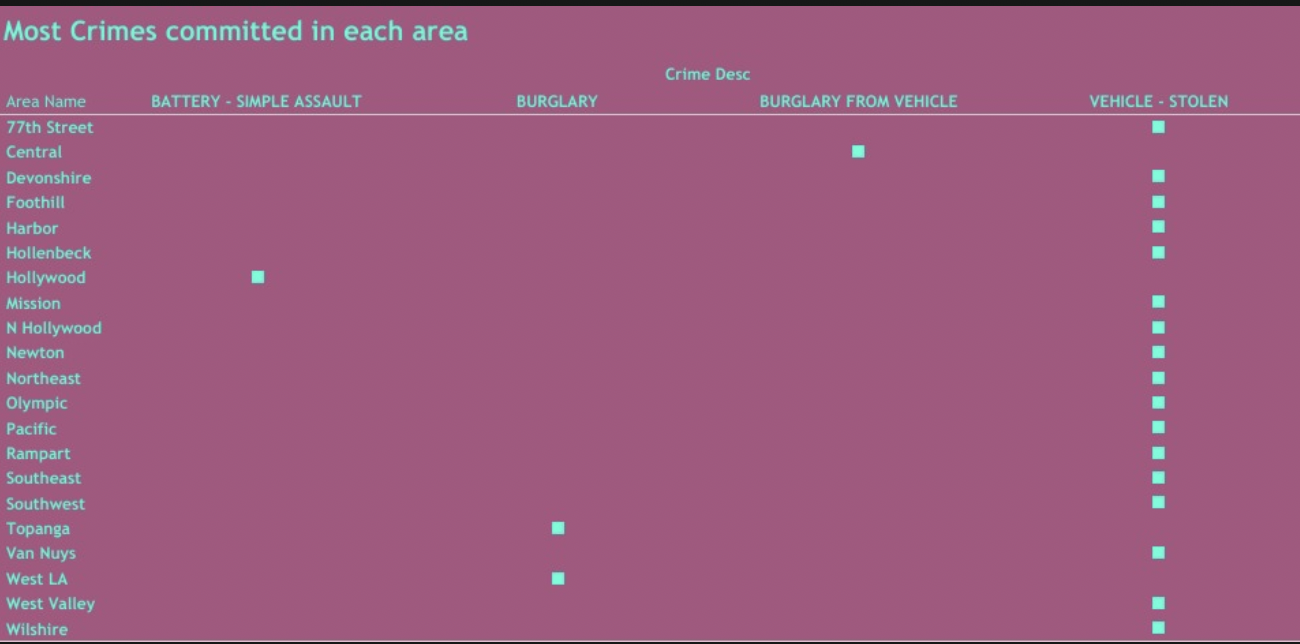 Most Crimes committed in each area
Crime Desc
Area Name BATTERY - SIMPLE ASSAULT BURGLARY BURGLARY FROM VEHICLE VEHICLE - STOLEN
77th Street
Central
Devonshire
Foothill
Harbor
Hollenbeck
Hollywood
Mission
N Hollywood
Newton
Northeast
Olympic
Pacific
Rampart
Southeast
Southwest
Topanga
Van Nuys
West LA
West Valley
Wilshire